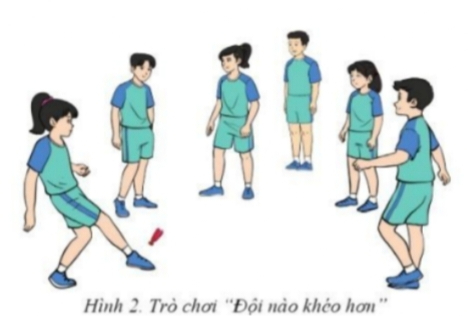 Hình 2. Trò chơi “Đội nào khéo hơn”